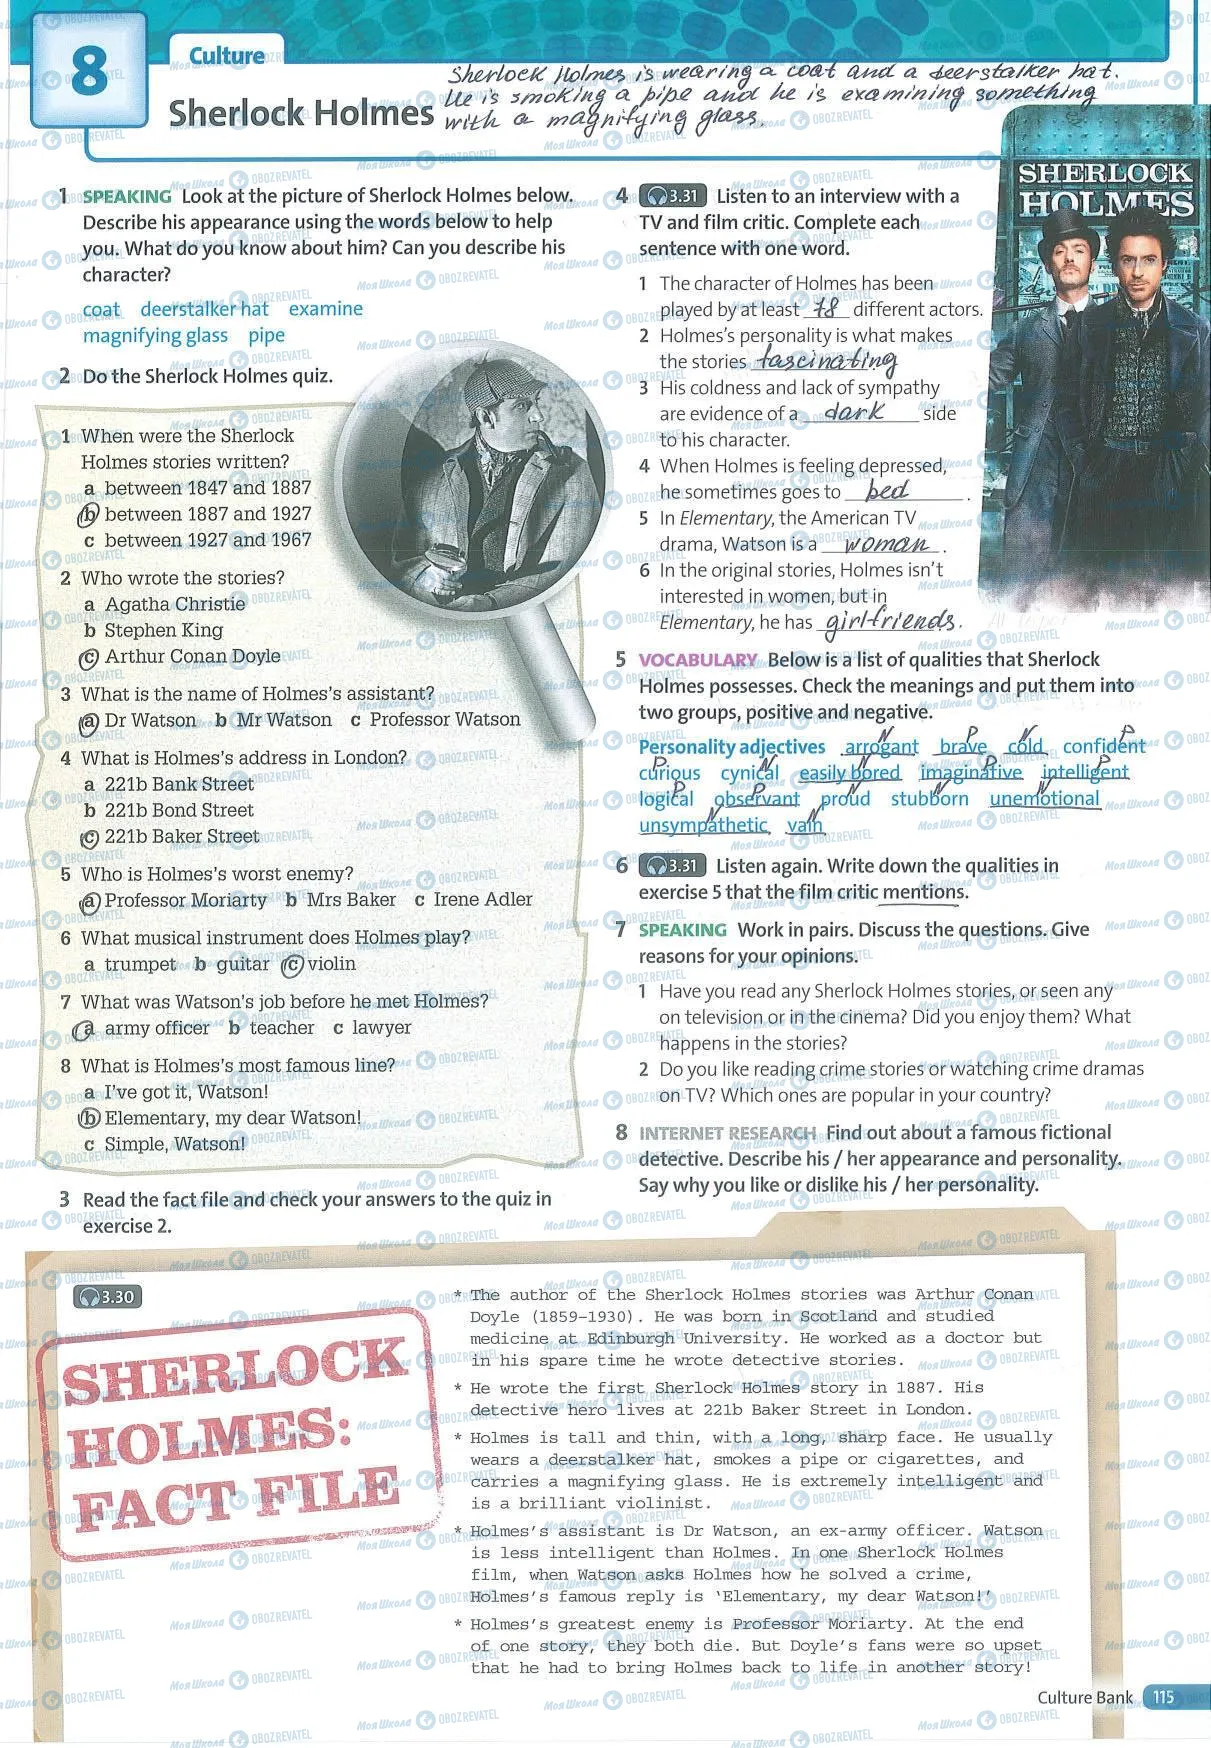 8
Culture
Sherlock Holmes
Sherlock Holmes is wearing a coat and a deerstalker hat.
He is smoking a pipe and he is examining something
with a magnifying glass.
1 SPEAKING Look at the picture of Sherlock Holmes below.
Describe his appearance using the words below to help
you. What do you know about him? Can you describe his
character?
coat deerstalker hat examine
magnifying glass pipe
2 Do the Sherlock Holmes quiz.
1 When were the Sherlock
Holmes stories written?
a between 1847 and 1887
b between 1887 and 1927
c between 1927 and 1967
2 Who wrote the stories?
a Agatha Christie
b Stephen King
c Arthur Conan Doyle
3 What is the name of Holmes's assistant?
a Dr Watson b Mr Watson c Professor Watson
4 What is Holmes's address in London?
a 221b Bank Street
b 221b Bond Street
c 221b Baker Street
5 Who is Holmes's worst enemy?
a Professor Moriarty b Mrs Baker c Irene Adler
6 What musical instrument does Holmes play?
a trumpet b guitar c violin
7 What was Watson's job before he met Holmes?
a army officer b teacher c lawyer
8 What is Holmes's most famous line?
a I've got it, Watson!
b Elementary, my dear Watson!
c Simple, Watson!
3 Read the fact file and check your answers to the quiz in
exercise 2.
4 3.31 Listen to an interview with a
TV and film critic. Complete each
sentence with one word.
1 The character of Holmes has been
played by at least 78 different actors.
2 Holmes's personality is what makes
the stories fascinating
3 His coldness and lack of sympathy
are evidence of a dark side
to his character.
4 When Holmes is feeling depressed,
he sometimes goes to bed.
5 In Elementary, the American TV
drama, Watson is a woman.
6 In the original stories, Holmes isn't
interested in women, but in
Elementary, he has girlfriends.
SHERLOCK
HOLMES
5 VOCABULARY Below is a list of qualities that Sherlock
Holmes possesses. Check the meanings and put them into
two groups, positive and negative.
N P N P
Personality adjectives arrogant brave cold confident
P N N P P
curious cynical easily bored imaginative intelligent
P P N N
logical observant proud stubborn unemotional
N N
unsympathetic vain
6 3.31 Listen again. Write down the qualities in
exercise 5 that the film critic mentions.
7 SPEAKING Work in pairs. Discuss the questions. Give
reasons for your opinions.
1 Have you read any Sherlock Holmes stories, or seen any
on television or in the cinema? Did you enjoy them? What
happens in the stories?
2 Do you like reading crime stories or watching crime dramas
on TV? Which ones are popular in your country?
8 INTERNET RESEARCH Find out about a famous fictional
detective. Describe his / her appearance and personality.
Say why you like or dislike his / her personality.
3.30
SHERLOCK
HOLMES:
FACT FILE
* The author of the Sherlock Holmes stories was Arthur Conan
Doyle (1859–1930). He was born in Scotland and studied
medicine at Edinburgh University. He worked as a doctor but
in his spare time he wrote detective stories.
* He wrote the first Sherlock Holmes story in 1887. His
detective hero lives at 221b Baker Street in London.
* Holmes is tall and thin, with a long, sharp face. He usually
wears a deerstalker hat, smokes a pipe or cigarettes, and
carries a magnifying glass. He is extremely intelligent and
is a brilliant violinist.
* Holmes's assistant is Dr Watson, an ex-army officer. Watson
is less intelligent than Holmes. In one Sherlock Holmes
film, when Watson asks Holmes how he solved a crime,
Holmes's famous reply is 'Elementary, my dear Watson!'
* Holmes's greatest enemy is Professor Moriarty. At the end
of one story, they both die. But Doyle's fans were so upset
that he had to bring Holmes back to life in another story!
Culture Bank 115
МояШкола OBOZREVATEL